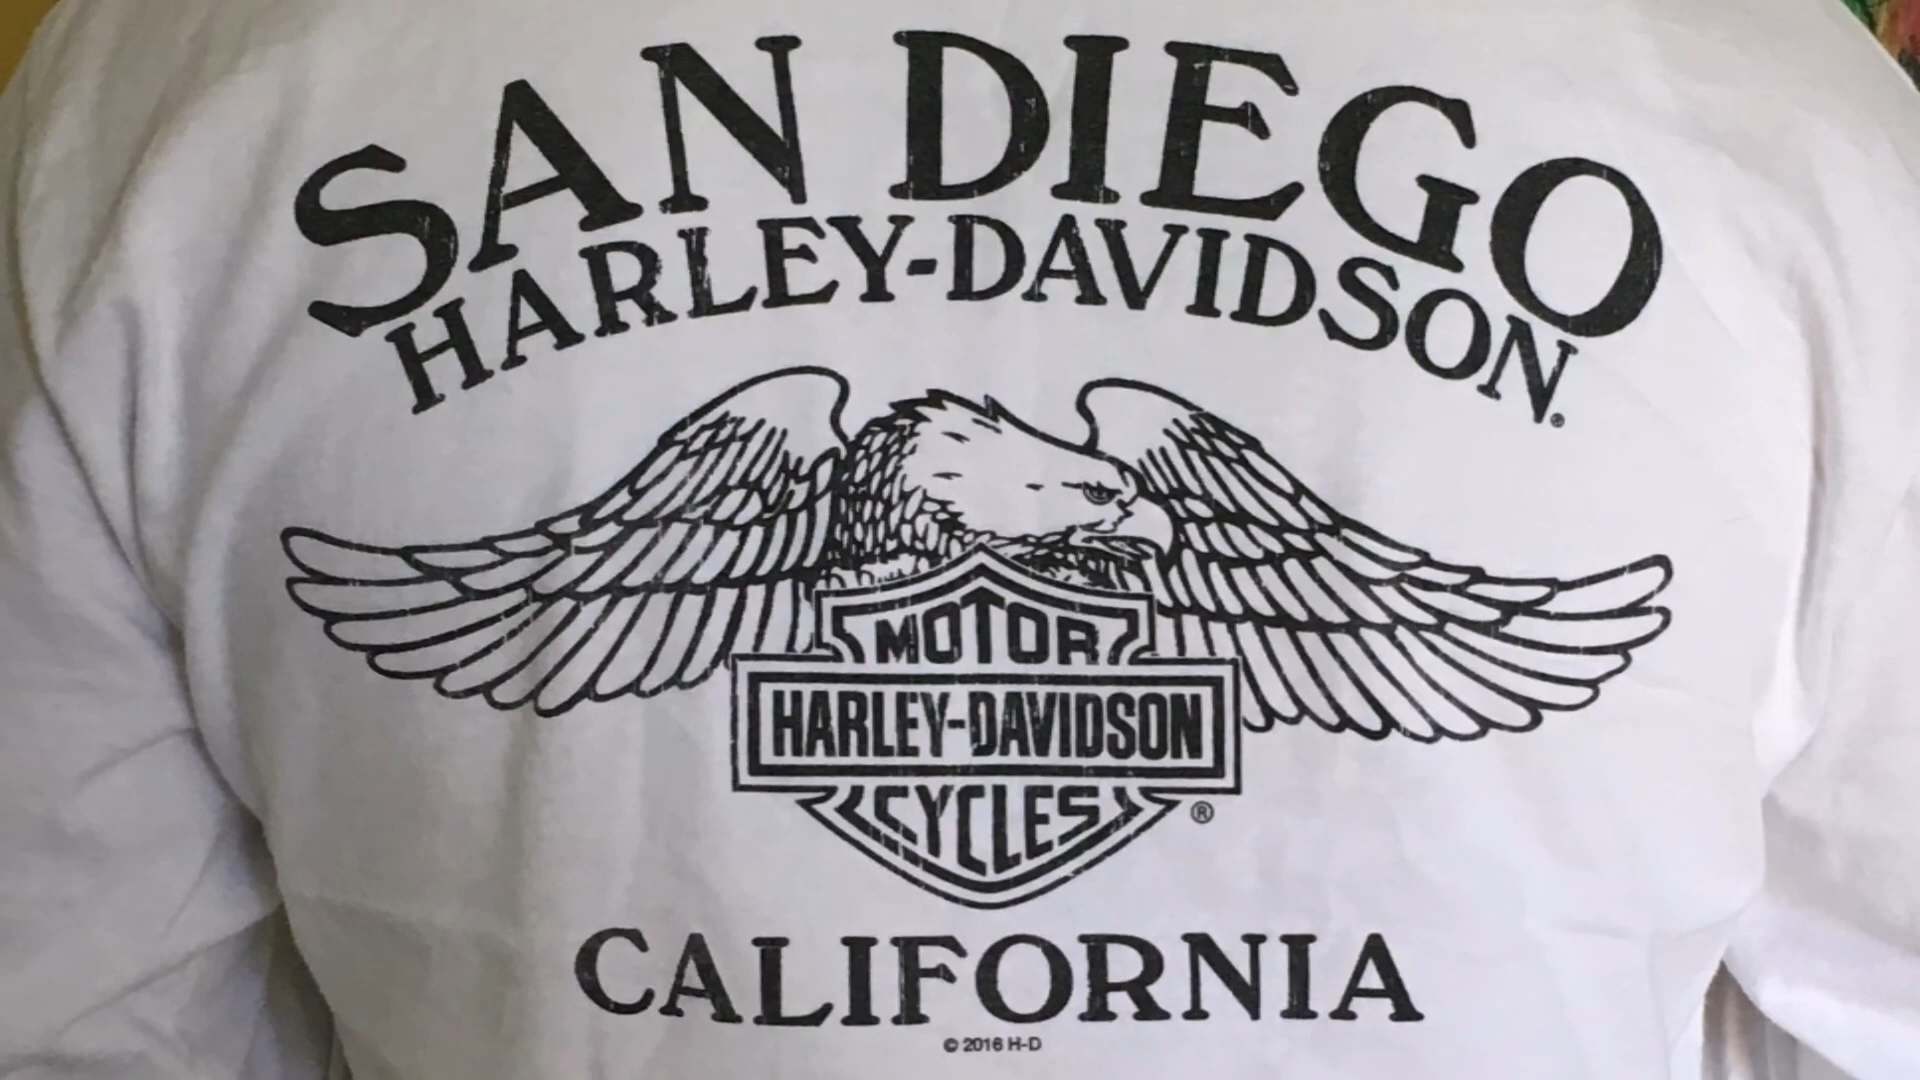 SAN DIEGO
HARLEY-DAVIDSON®
MOTOR
HARLEY-DAVIDSON
CYCLES ®
CALIFORNIA
© 2016 H-D